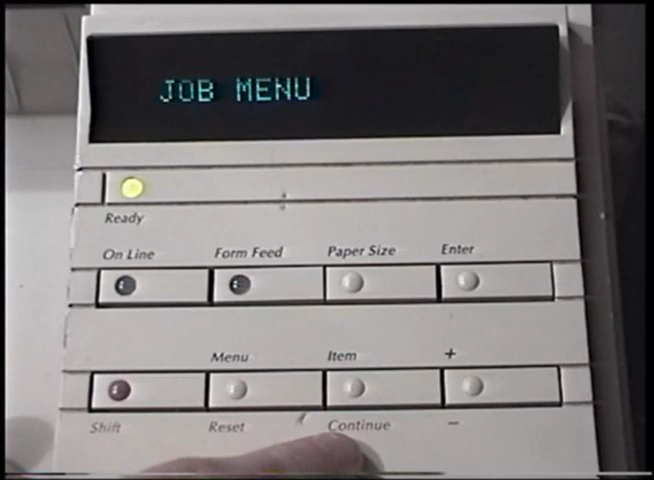 JOB MENU
Ready
On Line Form Feed Paper Size Enter
Menu Item +
Shift Reset Continue −